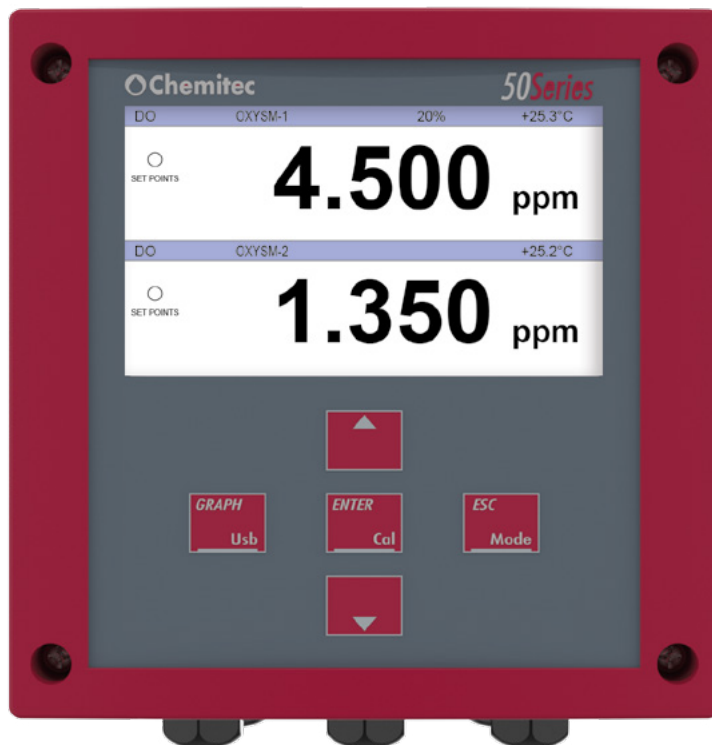 Chemitec 50Series
DO OXYSM-1 20% +25.3°C
SET POINTS
4.500 ppm
DO OXYSM-2 +25.2°C
SET POINTS
1.350 ppm
GRAPH
Usb
ENTER
Cal
ESC
Mode